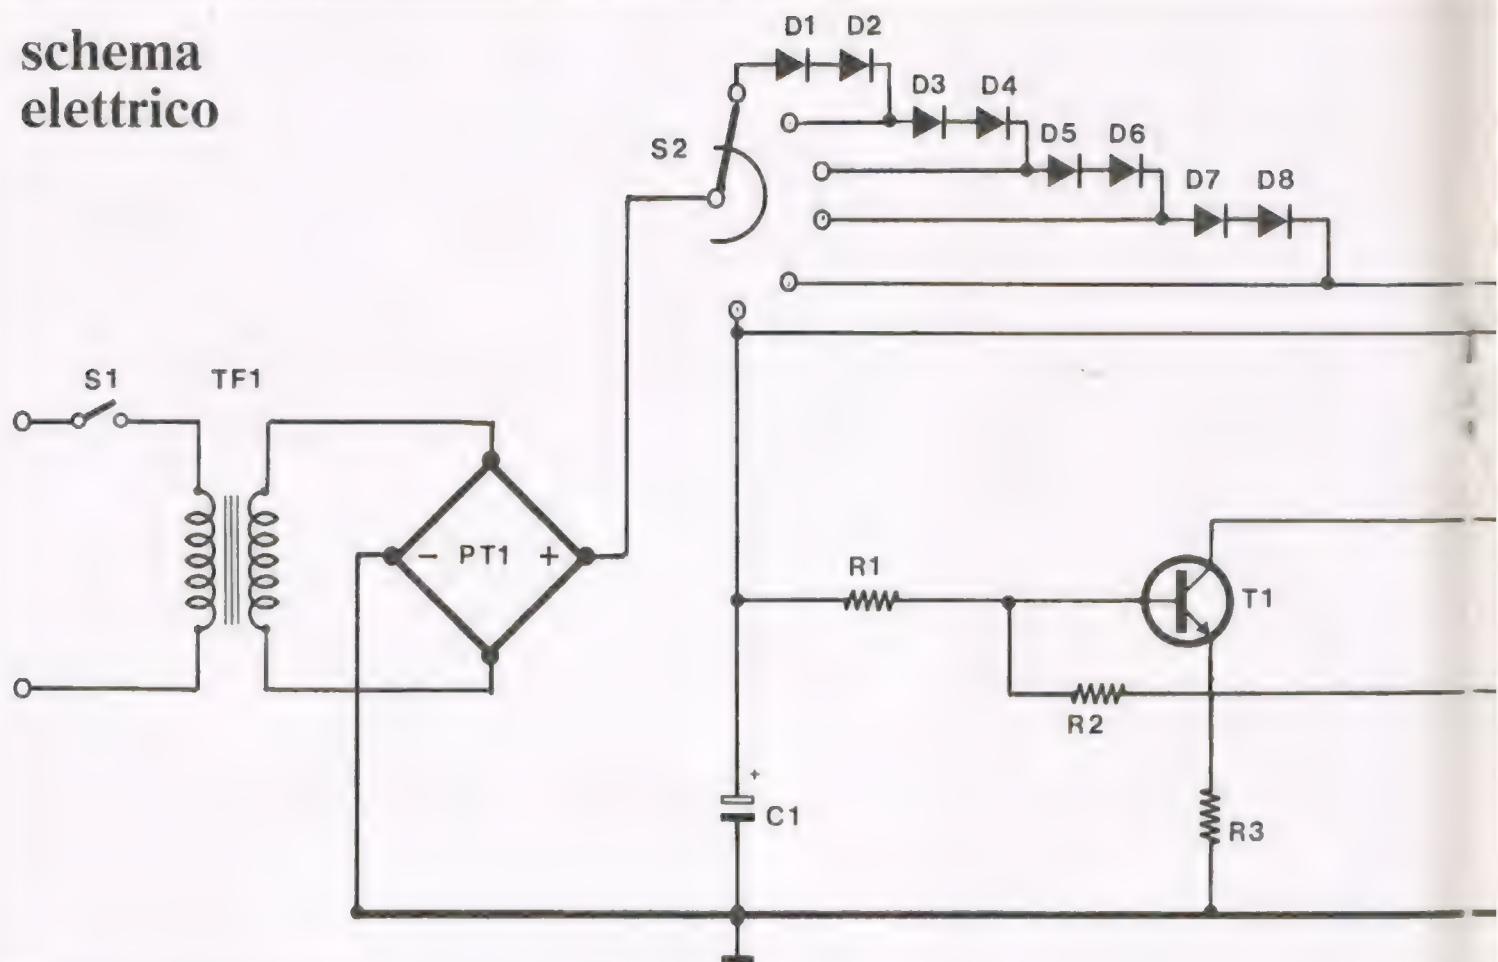 schema
elettrico
D1 D2
D3 D4
D5 D6
S2
D7 D8
S1 TF1
- PT1 +
R1
T1
R2
+
C1
R3